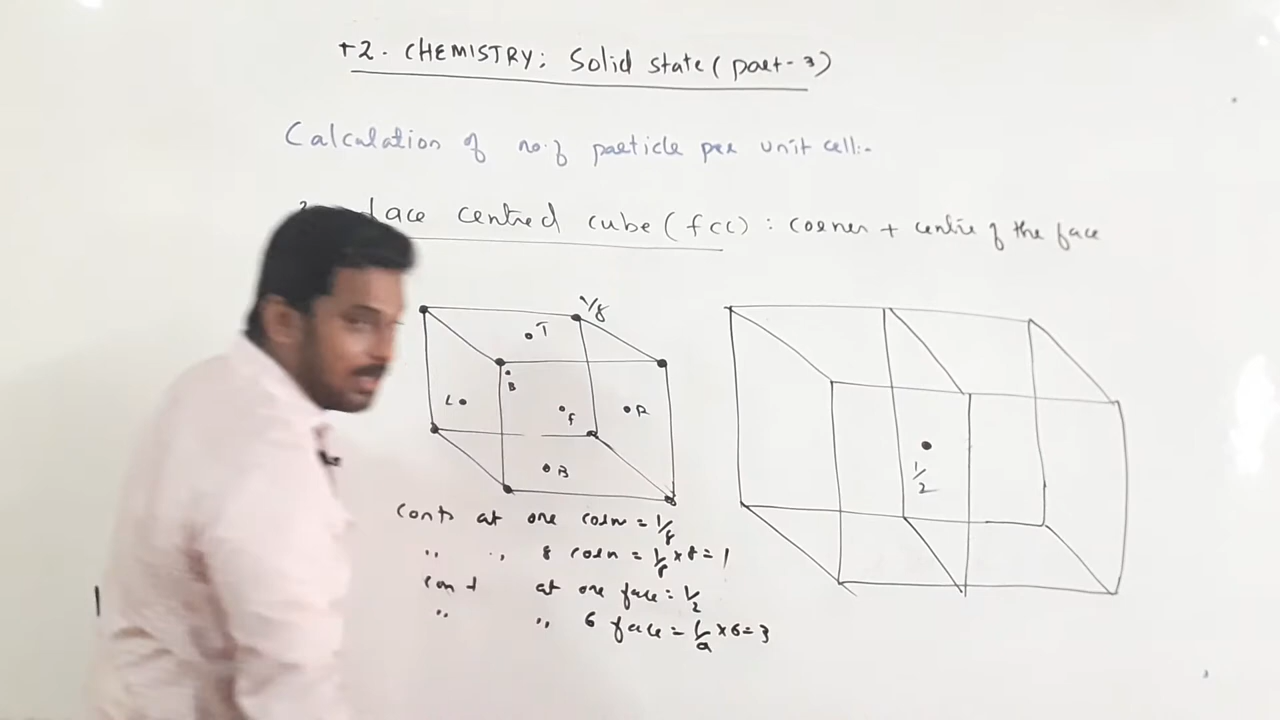 +2. CHEMISTRY: Solid state (part-3)
Calculation of no.of particle per unit cell:-
face centred cube (fcc) : corner + centre of the face
1/8
T
B
L
f
R
B
1/2
at one corn = 1/8
" " 8 corn = 1/8 x 8 = 1
at one face = 1/2
" " 6 face = 1/2 x 6 = 3